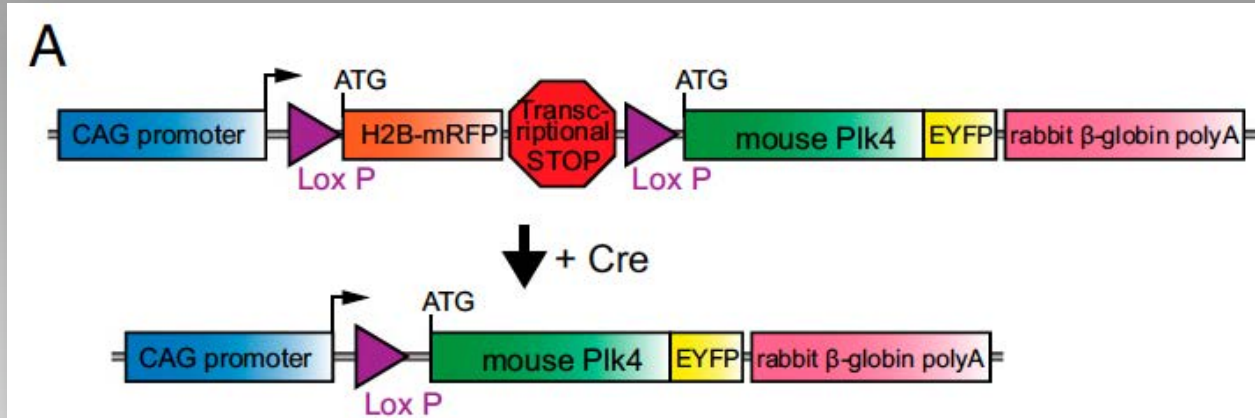 A
ATG
ATG
CAG promoter
H2B-mRFP
Transc-
riptional
STOP
mouse Plk4
EYFP
rabbit β-globin polyA
Lox P
Lox P
+ Cre
ATG
CAG promoter
mouse Plk4
EYFP
rabbit β-globin polyA
Lox P